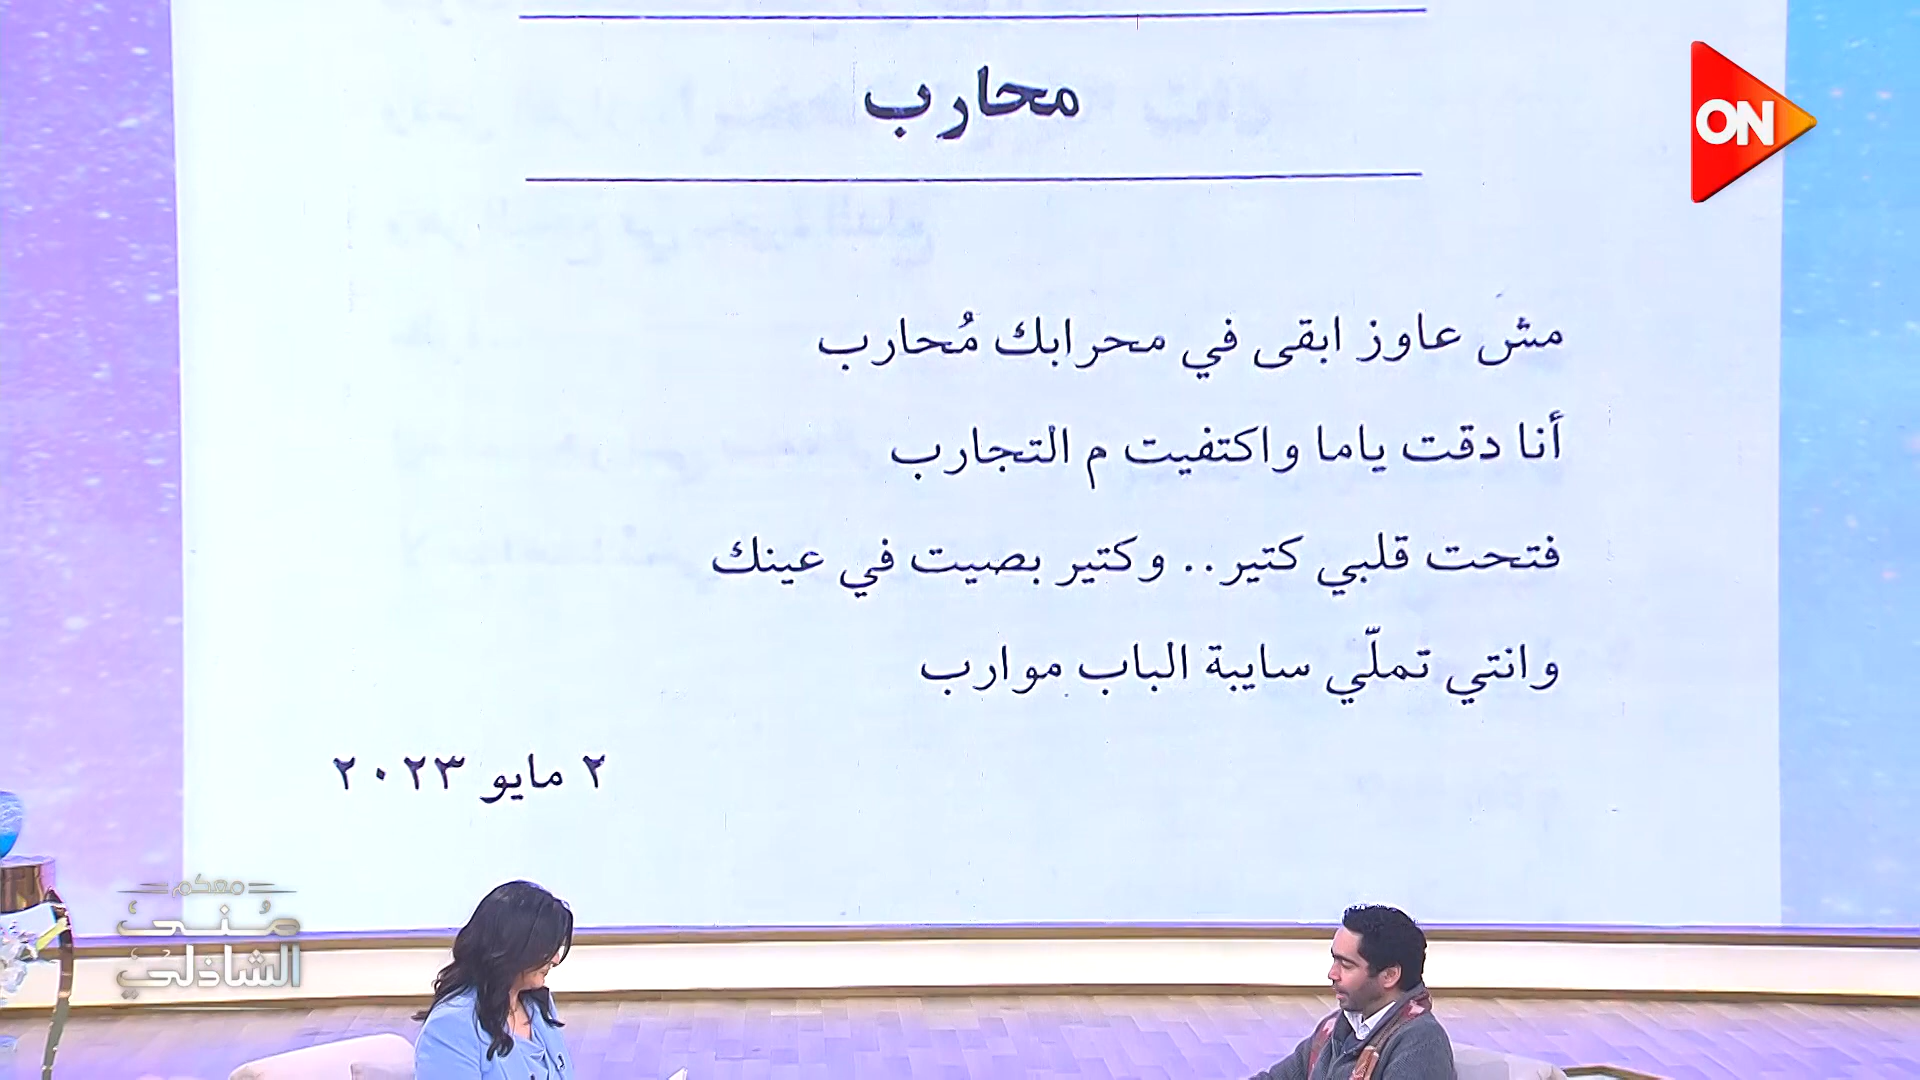 محارب
ON
مش عاوز ابقى في محرابك مُحارب
أنا دقت ياما واكتفيت م التجارب
فتحت قلبي كتير.. وكتير بصيت في عينك
وانتي تملّي سايبة الباب موارب
٢ مايو ٢٠٢٣
معكم
مُنى
الشاذلي